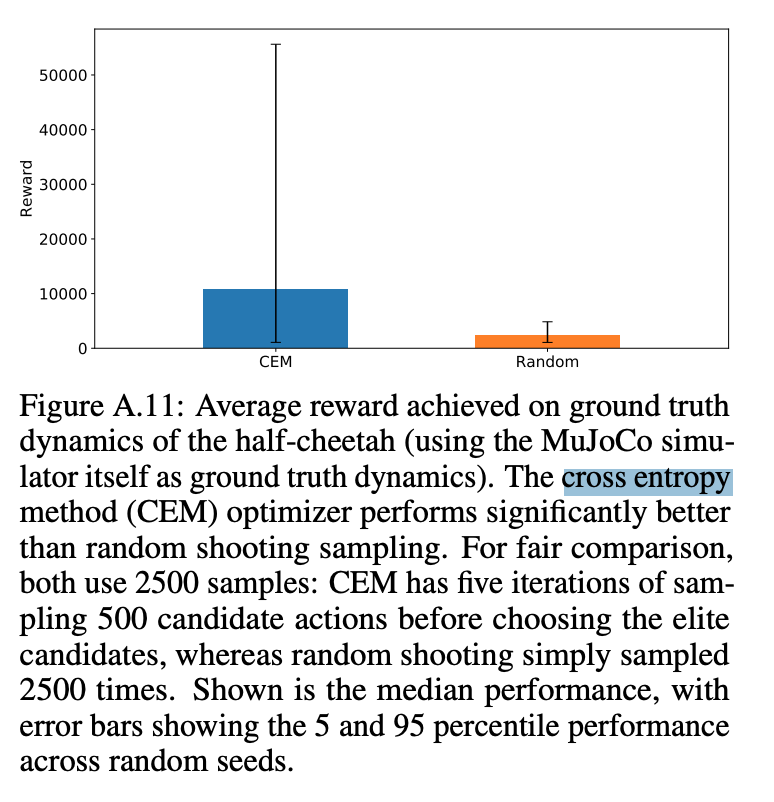 50000
40000
30000
20000
10000
0
Reward
CEM
Random
Figure A.11: Average reward achieved on ground truth
dynamics of the half-cheetah (using the MuJoCo simu-
lator itself as ground truth dynamics). The cross entropy
method (CEM) optimizer performs significantly better
than random shooting sampling. For fair comparison,
both use 2500 samples: CEM has five iterations of sam-
pling 500 candidate actions before choosing the elite
candidates, whereas random shooting simply sampled
2500 times. Shown is the median performance, with
error bars showing the 5 and 95 percentile performance
across random seeds.